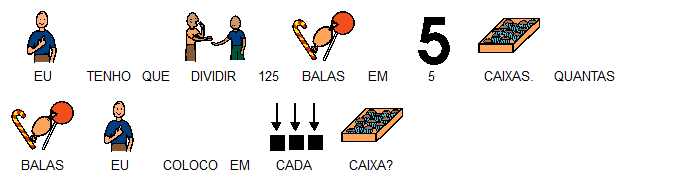 EU TENHO QUE DIVIDIR 125 BALAS EM 5 CAIXAS. QUANTAS
BALAS EU COLOCO EM CADA CAIXA?